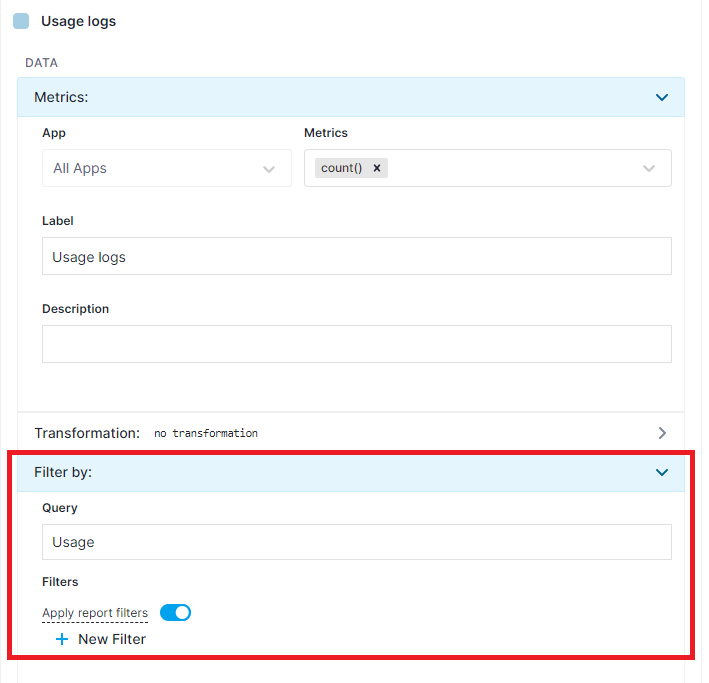 Usage logs
DATA
Metrics:
App
Metrics
All Apps
count() x
Label
Usage logs
Description
Transformation: no transformation
Filter by:
Query
Usage
Filters
Apply report filters
+ New Filter